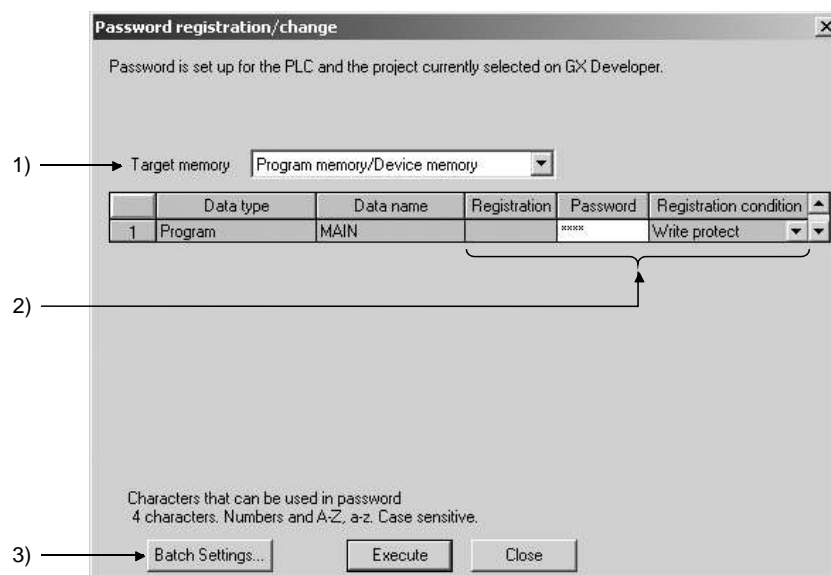 Password registration/change
Password is set up for the PLC and the project currently selected on GX Developer.
1) Target memory Program memory/Device memory
Data type Data name Registration Password Registration condition
1 Program MAIN **** Write protect
2)
Characters that can be used in password
4 characters. Numbers and A-Z, a-z. Case sensitive.
3) Batch Settings... Execute Close